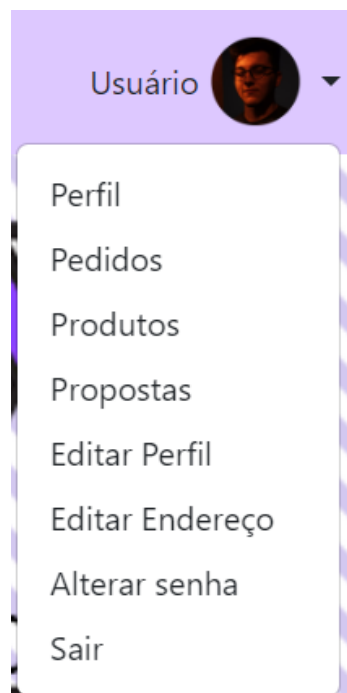 Usuário
Perfil
Pedidos
Produtos
Propostas
Editar Perfil
Editar Endereço
Alterar senha
Sair